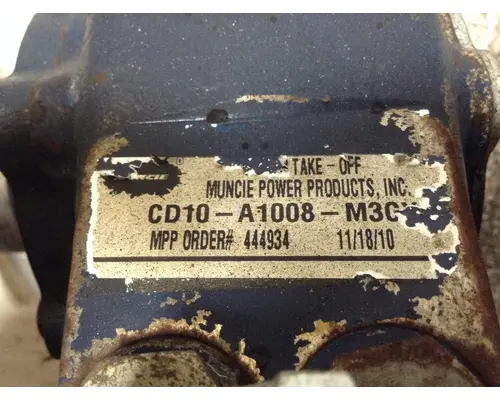 TAKE-OFF
MUNCIE POWER PRODUCTS, INC.
CD10-A1008-M3C
MPP ORDER# 444934 11/18/10